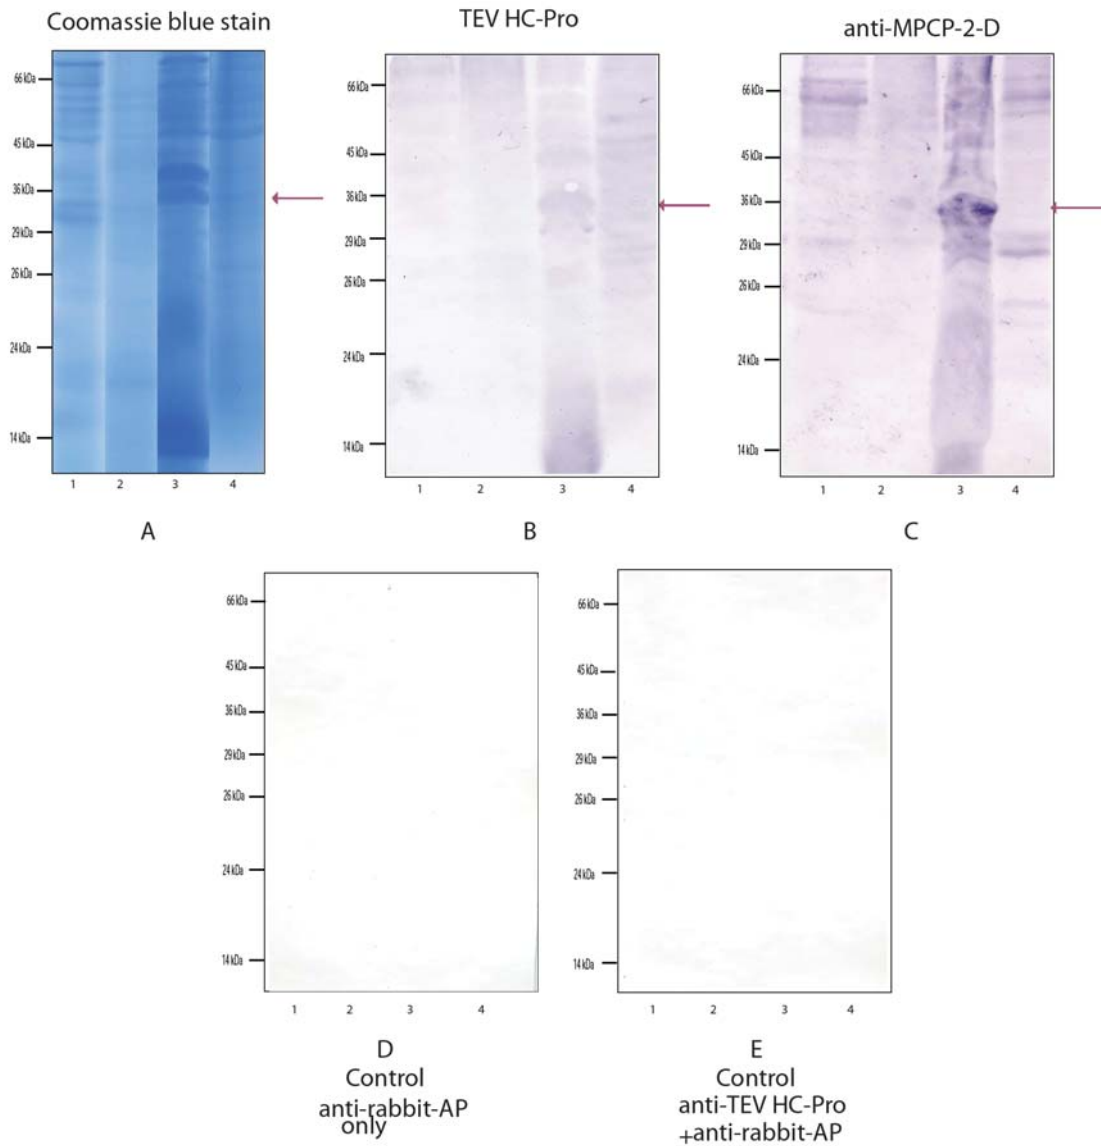 Coomassie blue stain
TEV HC-Pro
anti-MPCP-2-D
66 kDa
45 kDa
36 kDa
29 kDa
26 kDa
24 kDa
14 kDa
1 2 3 4
A
66 kDa
45 kDa
36 kDa
29 kDa
26 kDa
24 kDa
14 kDa
1 2 3 4
B
66 kDa
45 kDa
36 kDa
29 kDa
26 kDa
24 kDa
14 kDa
1 2 3 4
C
66 kDa
45 kDa
36 kDa
29 kDa
26 kDa
24 kDa
14 kDa
1 2 3 4
D
Control
anti-rabbit-AP
only
66 kDa
45 kDa
36 kDa
29 kDa
26 kDa
24 kDa
14 kDa
1 2 3 4
E
Control
anti-TEV HC-Pro
+anti-rabbit-AP